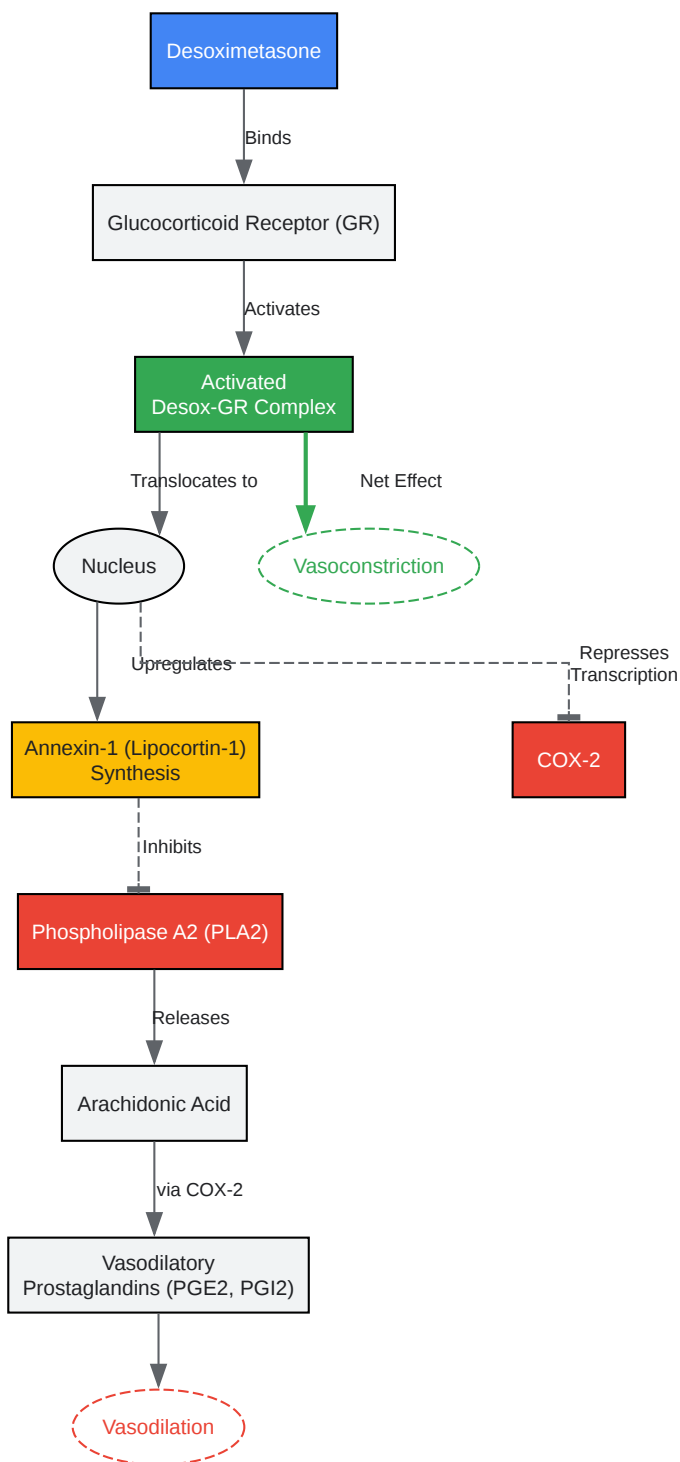 Desoximetasone
Binds
Glucocorticoid Receptor (GR)
Activates
Activated
Desox-GR Complex
Translocates to
Net Effect
Nucleus
Vasoconstriction
Upregulates
Represses
Transcription
Annexin-1 (Lipocortin-1)
Synthesis
COX-2
Inhibits
Phospholipase A2 (PLA2)
Releases
Arachidonic Acid
via COX-2
Vasodilatory
Prostaglandins (PGE2, PGI2)
Vasodilation